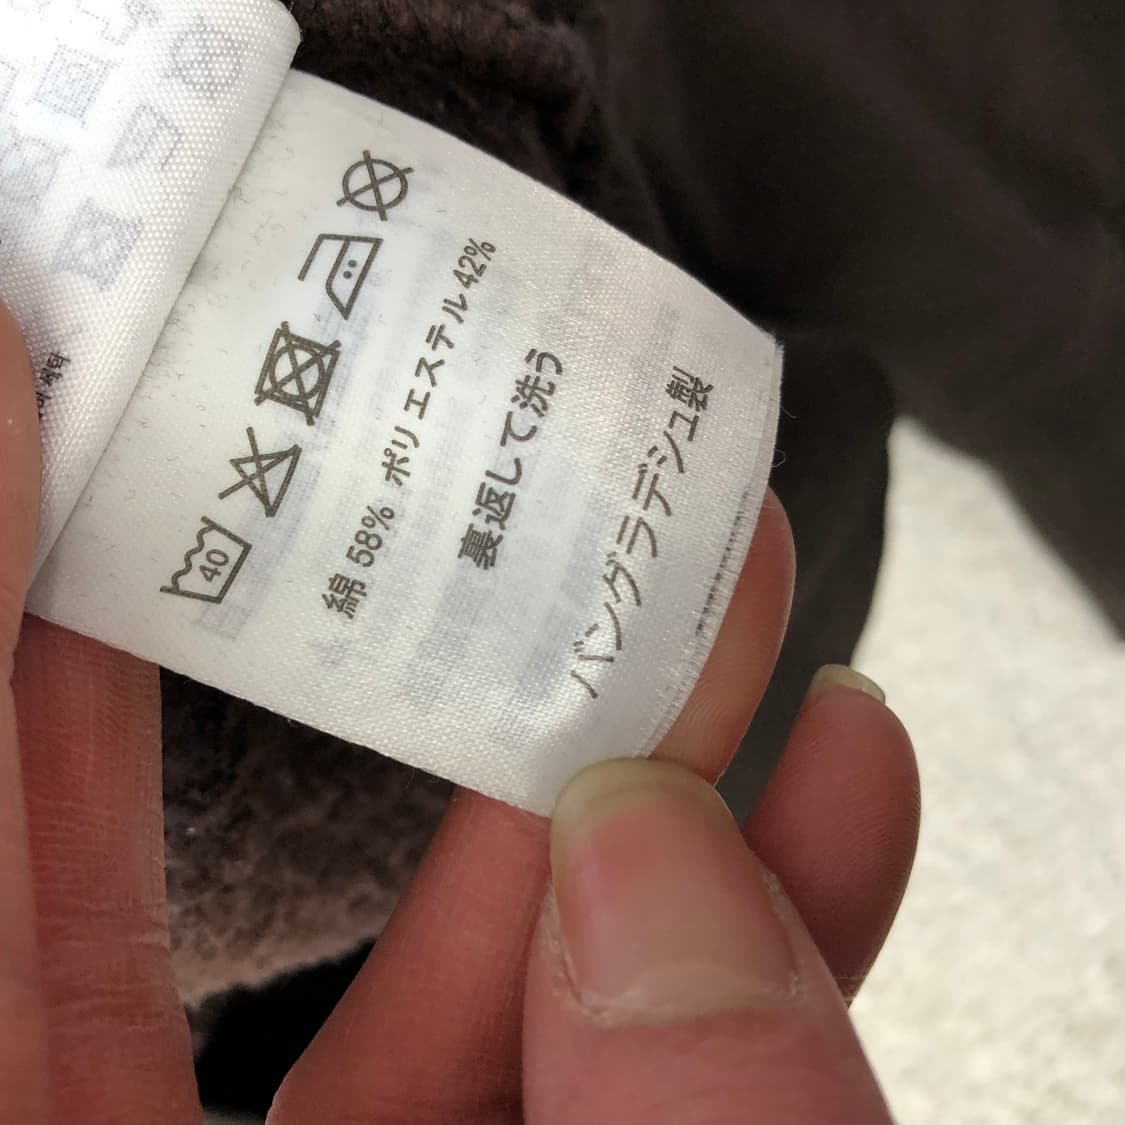 40
綿 58% ポリエステル 42%
裏返して洗う
バングラデシュ製